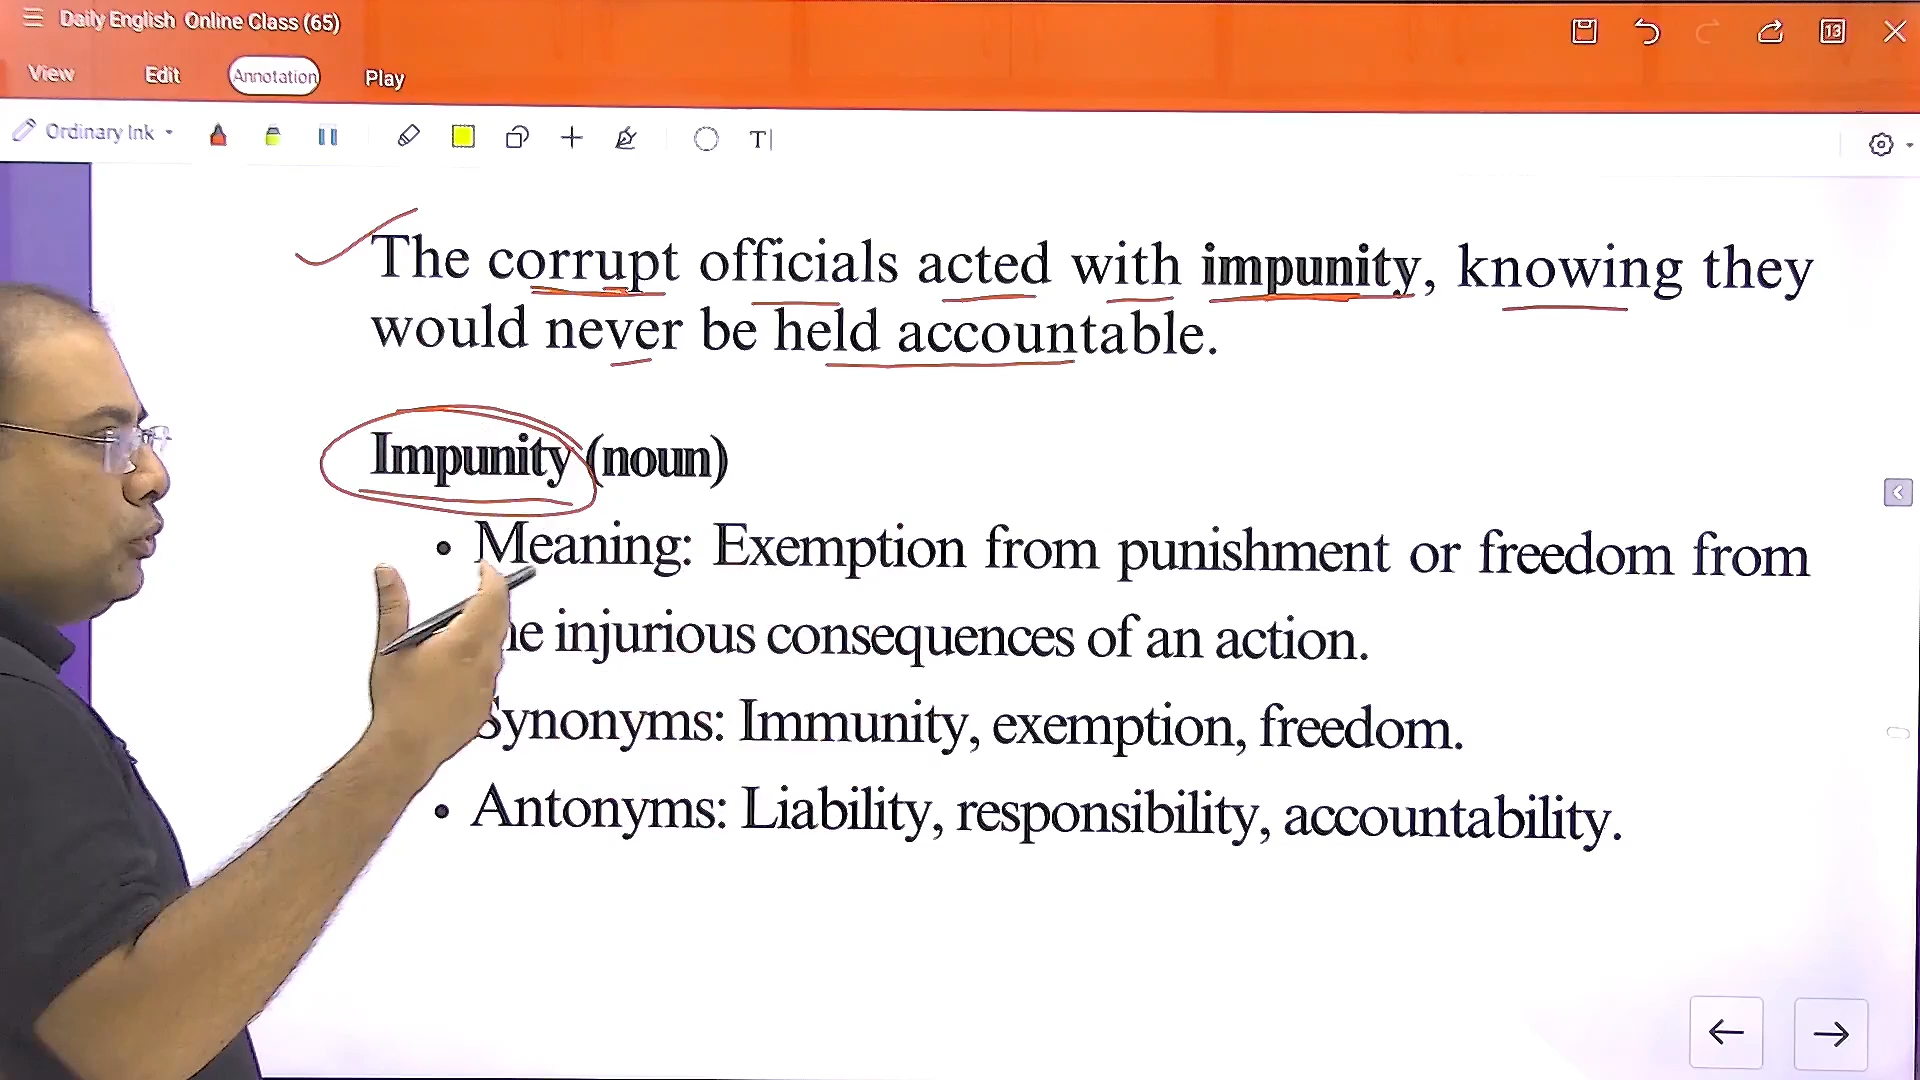 Daily English Online Class (65)
13
View Edit Annotation Play
Ordinary Ink
T|
The corrupt officials acted with impunity, knowing they
would never be held accountable.
Impunity (noun)
• Meaning: Exemption from punishment or freedom from
injurious consequences of an action.
Synonyms: Immunity, exemption, freedom.
• Antonyms: Liability, responsibility, accountability.